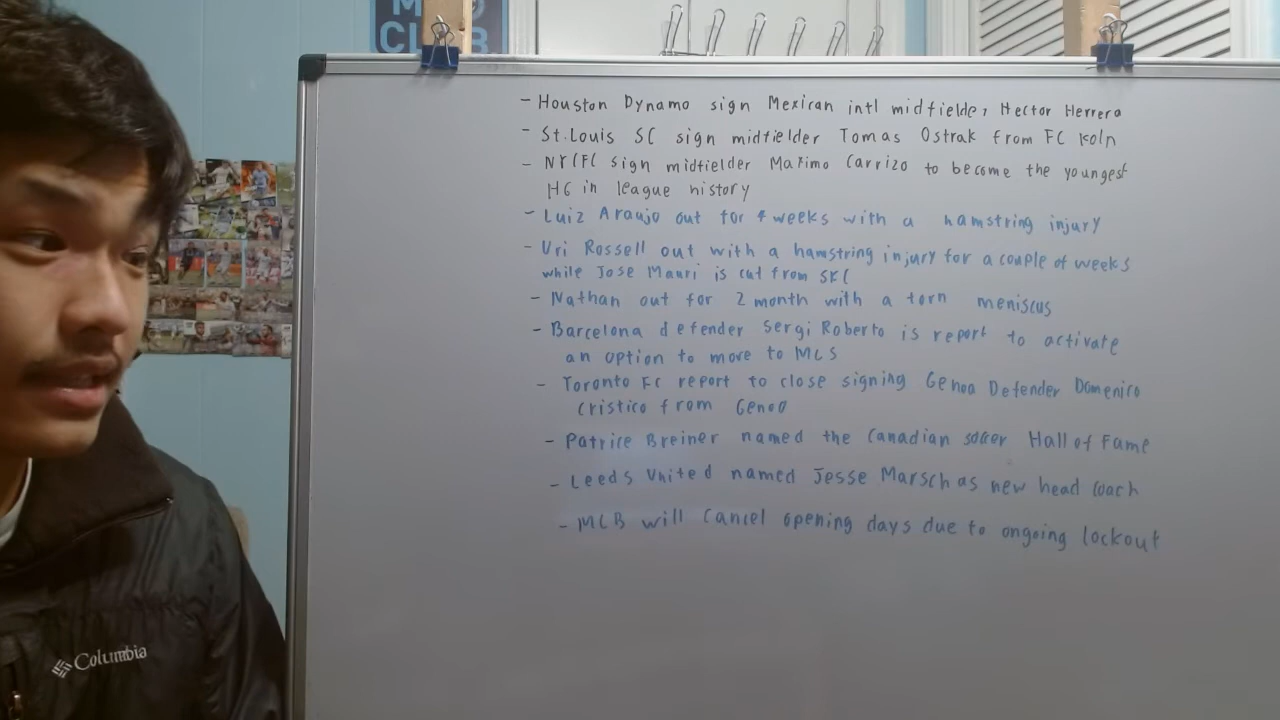 M
CLUB
- Houston Dynamo sign Mexican intl midfielde, Hector Herrera
- St.Louis SC sign midfielder Tomas Ostrak from FC Koln
- NYCFC sign midfielder Maximo Carrizo to become the youngest
HG in league history
- Luiz Araujo out for 4 weeks with a hamstring injury
- Uri Rossell out with a hamstring injury for a couple of weeks
while Jose Mauri is cut from SKC
- Nathan out for 2 month with a torn meniscus
- Barcelona defender Sergi Roberto is report to activate
an option to move to MLS
- Toronto FC report to close signing Genoa Defender Domenico
Cristico from Genoa
- Patrice Breiner named the Canadian soccer Hall of Fame
- Leeds United named Jesse Marsch as new head coach
- MLB will cancel opening days due to ongoing lockout
Columbia